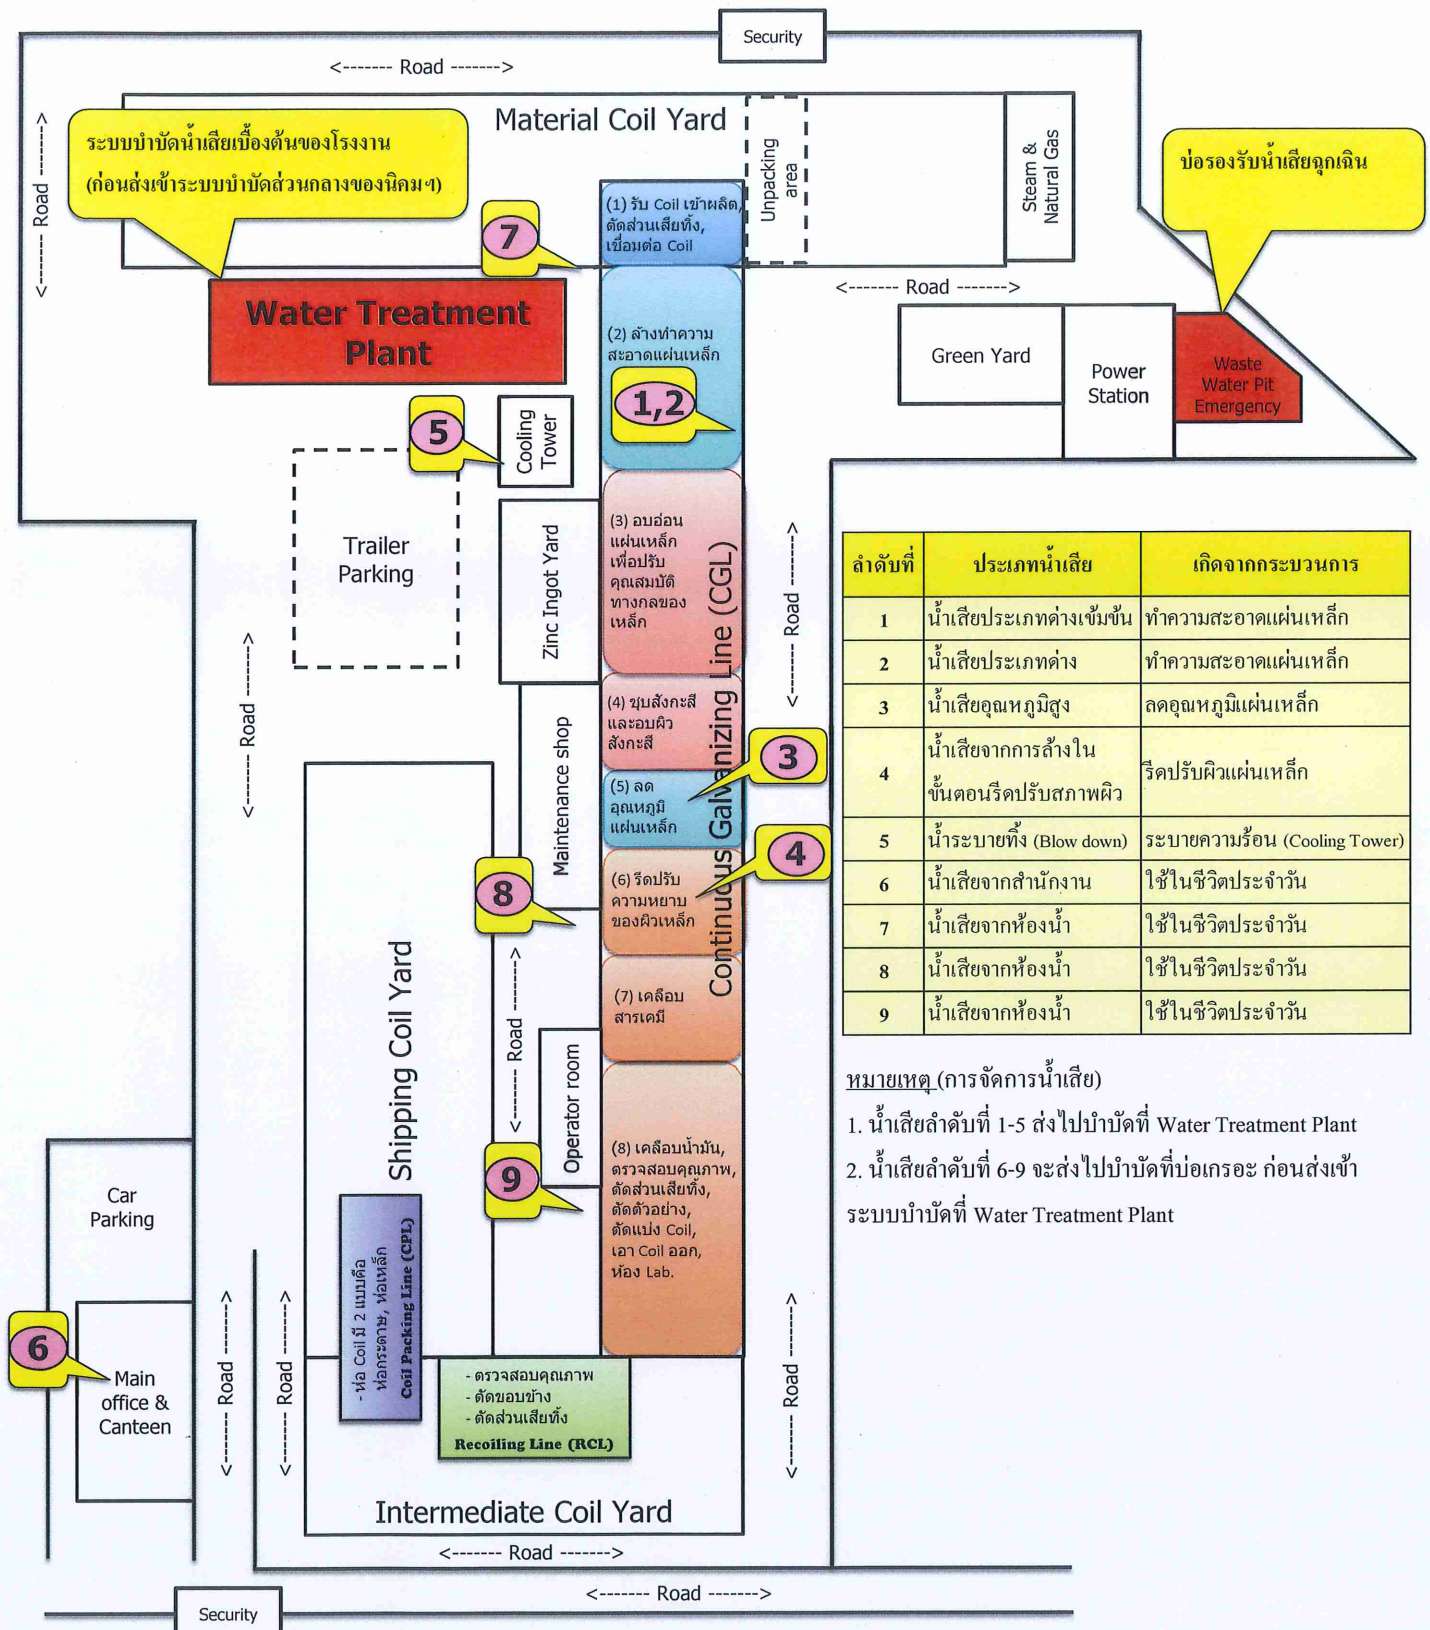 Security
<------- Road ------->
Material Coil Yard
Unpacking
area
Steam &
Natural Gas
<------- Road ------->
ระบบบำบัดน้ำเสียเบื้องต้นของโรงงาน
(ก่อนส่งเข้าระบบบำบัดส่วนกลางของนิคมฯ)
บ่อรองรับน้ำเสียฉุกเฉิน
(1) รับ Coil เข้าผลิต,
ตัดส่วนเสียทิ้ง,
เชื่อมต่อ Coil
7
<------- Road ------->
Water Treatment
Plant
(2) ล้างทำความ
สะอาดแผ่นเหล็ก
1,2
Green Yard
Power
Station
Waste
Water Pit
Emergency
5
Cooling
Tower
Trailer
Parking
Zinc Ingot Yard
(3) อบอ่อน
แผ่นเหล็ก
เพื่อปรับ
คุณสมบัติ
ทางกลของ
เหล็ก
Continuous Galvanizing Line (CGL)
<------- Road ------->
<------- Road ------->
Maintenance shop
(4) ชุบสังกะสี
และอบผิว
สังกะสี
3
(5) ลด
อุณหภูมิ
แผ่นเหล็ก
4
(6) รีดปรับ
ความหยาบ
ของผิวเหล็ก
8
<------- Road ------->
(7) เคลือบ
สารเคมี
Shipping Coil Yard
Operator room
9
(8) เคลือบน้ำมัน,
ตรวจสอบคุณภาพ,
ตัดส่วนเสียทิ้ง,
ตัดตัวอย่าง,
ตัดแบ่ง Coil,
เอา Coil ออก,
ห้อง Lab.
ลำดับที่ ประเภทน้ำเสีย เกิดจากกระบวนการ
1 น้ำเสียประเภทด่างเข้มข้น ทำความสะอาดแผ่นเหล็ก
2 น้ำเสียประเภทด่าง ทำความสะอาดแผ่นเหล็ก
3 น้ำเสียอุณหภูมิสูง ลดอุณหภูมิแผ่นเหล็ก
4 น้ำเสียจากการล้างใน
ขั้นตอนรีดปรับสภาพผิว รีดปรับผิวแผ่นเหล็ก
5 น้ำระบายทิ้ง (Blow down) ระบายความร้อน (Cooling Tower)
6 น้ำเสียจากสำนักงาน ใช้ในชีวิตประจำวัน
7 น้ำเสียจากห้องน้ำ ใช้ในชีวิตประจำวัน
8 น้ำเสียจากห้องน้ำ ใช้ในชีวิตประจำวัน
9 น้ำเสียจากห้องน้ำ ใช้ในชีวิตประจำวัน
หมายเหตุ (การจัดการน้ำเสีย)
1. น้ำเสียลำดับที่ 1-5 ส่งไปบำบัดที่ Water Treatment Plant
2. น้ำเสียลำดับที่ 6-9 จะส่งไปบำบัดที่บ่อเกรอะ ก่อนส่งเข้า
ระบบบำบัดที่ Water Treatment Plant
Car
Parking
6
Main
office &
Canteen
<------- Road ------->
<------- Road ------->
- ห่อ Coil มี 2 แบบคือ
ห่อกระดาษ, ห่อเหล็ก
Coil Packing Line (CPL)
- ตรวจสอบคุณภาพ
- ตัดขอบข้าง
- ตัดส่วนเสียทิ้ง
Recoiling Line (RCL)
<------- Road ------->
Intermediate Coil Yard
<------- Road ------->
<------- Road ------->
Security